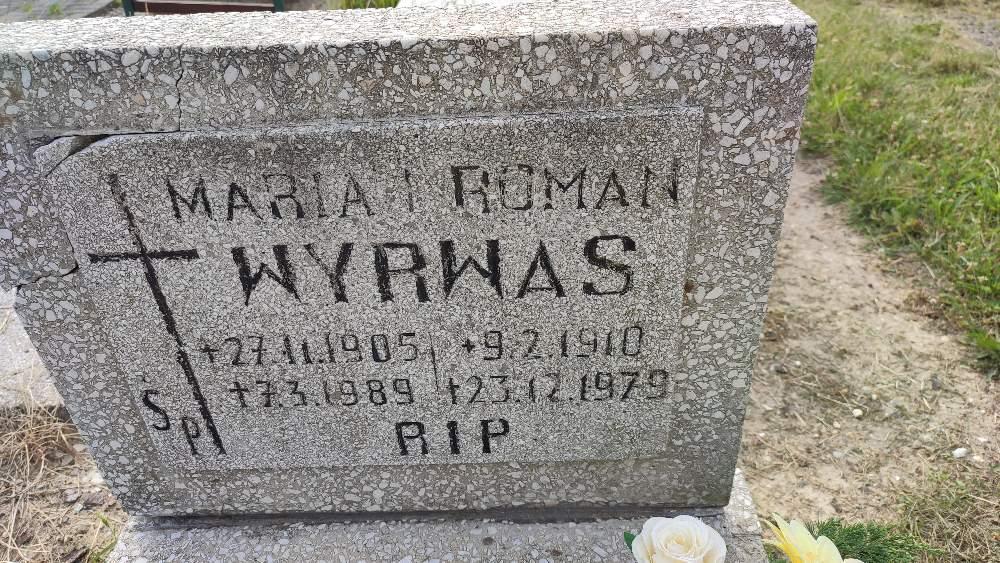 MARIA I ROMAN
WYRWAS
*27.11.1905 *9.2.1910
+7.3.1989 +23.12.1979
Ś P
RIP